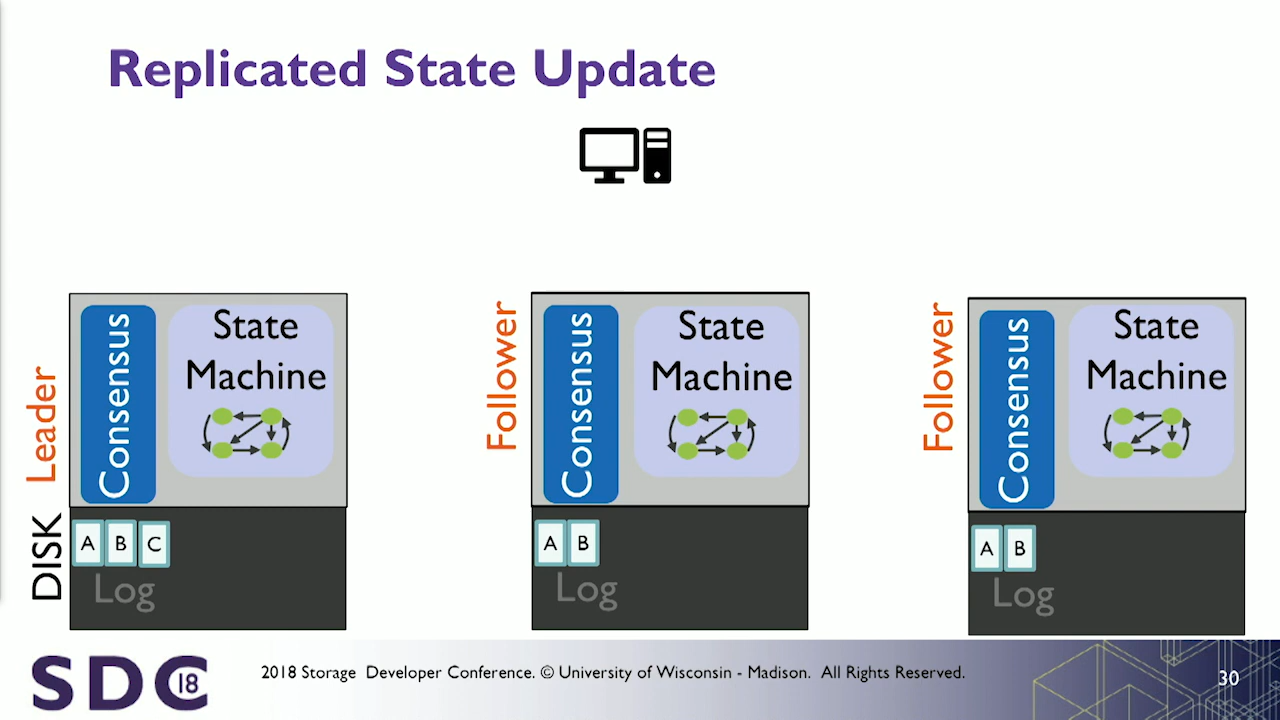 Replicated State Update
Leader
Consensus
State
Machine
DISK
A B C
Log
Follower
Consensus
State
Machine
A B
Log
Follower
Consensus
State
Machine
A B
Log
SDC 18
2018 Storage Developer Conference. © University of Wisconsin - Madison. All Rights Reserved.
30